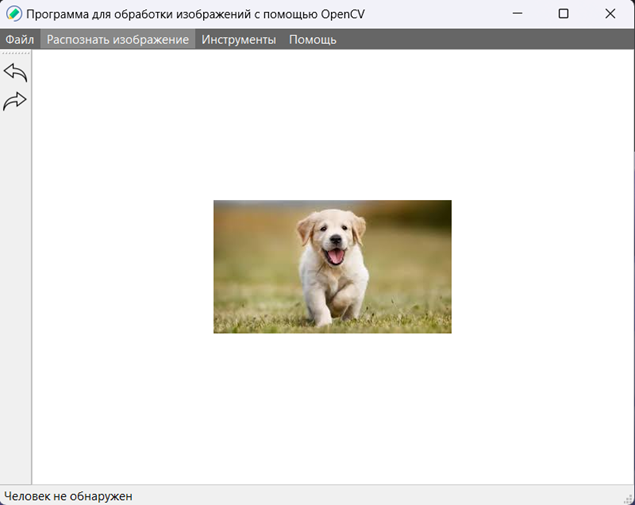 Программа для обработки изображений с помощью OpenCV
Файл Распознать изображение Инструменты Помощь
Человек не обнаружен